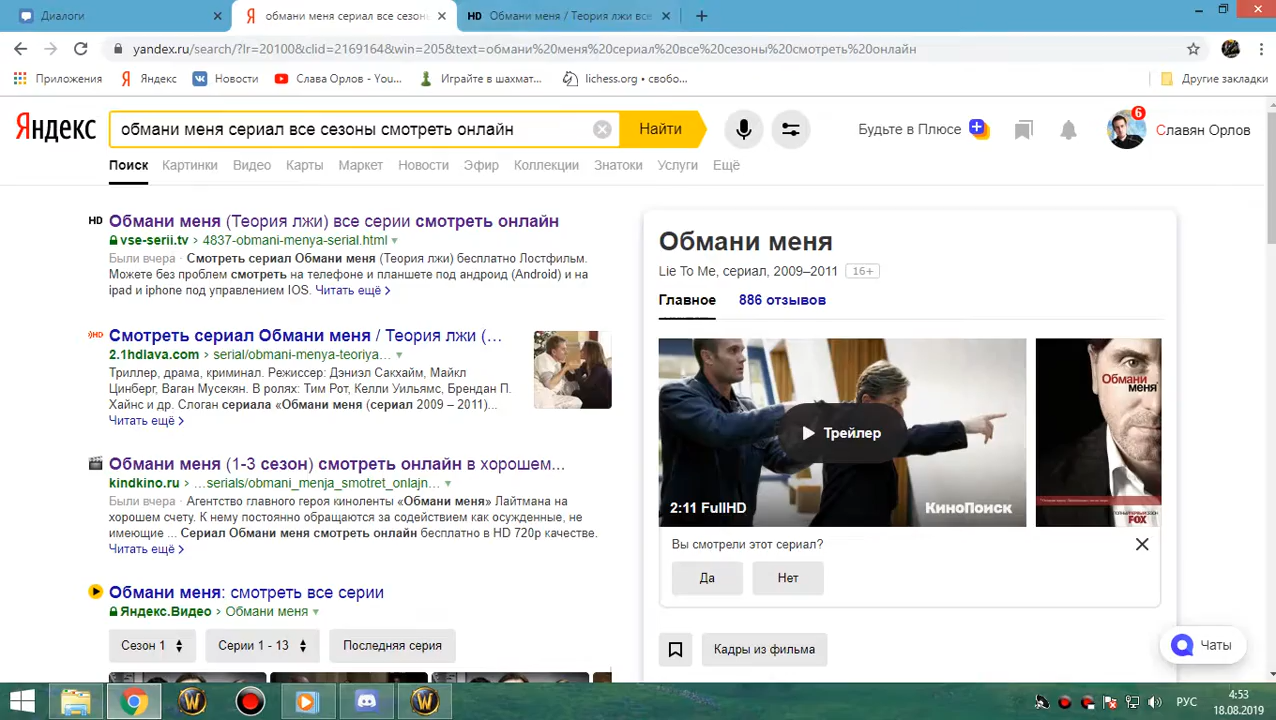 Диалоги
обмани меня сериал все сезоны
HD Обмани меня / Теория лжи все
yandex.ru/search/?lr=20100&clid=2169164&win=205&text=обмани%20меня%20сериал%20все%20сезоны%20смотреть%20онлайн
Приложения
Яндекс
Новости
Слава Орлов - You...
Играйте в шахмат...
lichess.org • свобо...
Другие закладки
Яндекс
обмани меня сериал все сезоны смотреть онлайн
Найти
Будьте в Плюсе
6
Славян Орлов
Поиск
Картинки
Видео
Карты
Маркет
Новости
Эфир
Коллекции
Знатоки
Услуги
Ещё
HD Обмани меня (Теория лжи) все серии смотреть онлайн
vse-serii.tv › 4837-obmani-menya-serial.html
Были вчера · Смотреть сериал Обмани меня (Теория лжи) бесплатно Лостфильм.
Можете без проблем смотреть на телефоне и планшете под андроид (Android) и на
ipad и iphone под управлением IOS. Читать ещё >
HD Смотреть сериал Обмани меня / Теория лжи (...
2.1hdlava.com › serial/obmani-menya-teoriya...
Триллер, драма, криминал. Режиссер: Дэниэл Сакхайм, Майкл
Цинберг, Ваган Мусекян. В ролях: Тим Рот, Келли Уильямс, Брендан П.
Хайнс и др. Слоган сериала «Обмани меня (сериал 2009 – 2011)...
Читать ещё >
Обмани меня (1-3 сезон) смотреть онлайн в хорошем...
kindkino.ru › ...serials/obmani_menja_smotret_onlajn...
Были вчера · Агентство главного героя киноленты «Обмани меня» Лайтмана на
хорошем счету. К нему постоянно обращаются за содействием как осужденные, не
имеющие ... Сериал Обмани меня смотреть онлайн бесплатно в HD 720p качестве.
Читать ещё >
Обмани меня: смотреть все серии
Яндекс.Видео › Обмани меня
Сезон 1
Серии 1 - 13
Последняя серия
Обмани меня
Lie To Me, сериал, 2009–2011 16+
Главное
886 отзывов
Трейлер
2:11 FullHD
КиноПоиск
Обмани
меня
FOX
Вы смотрели этот сериал?
Да
Нет
Кадры из фильма
Чаты
РУС
4:53
18.08.2019